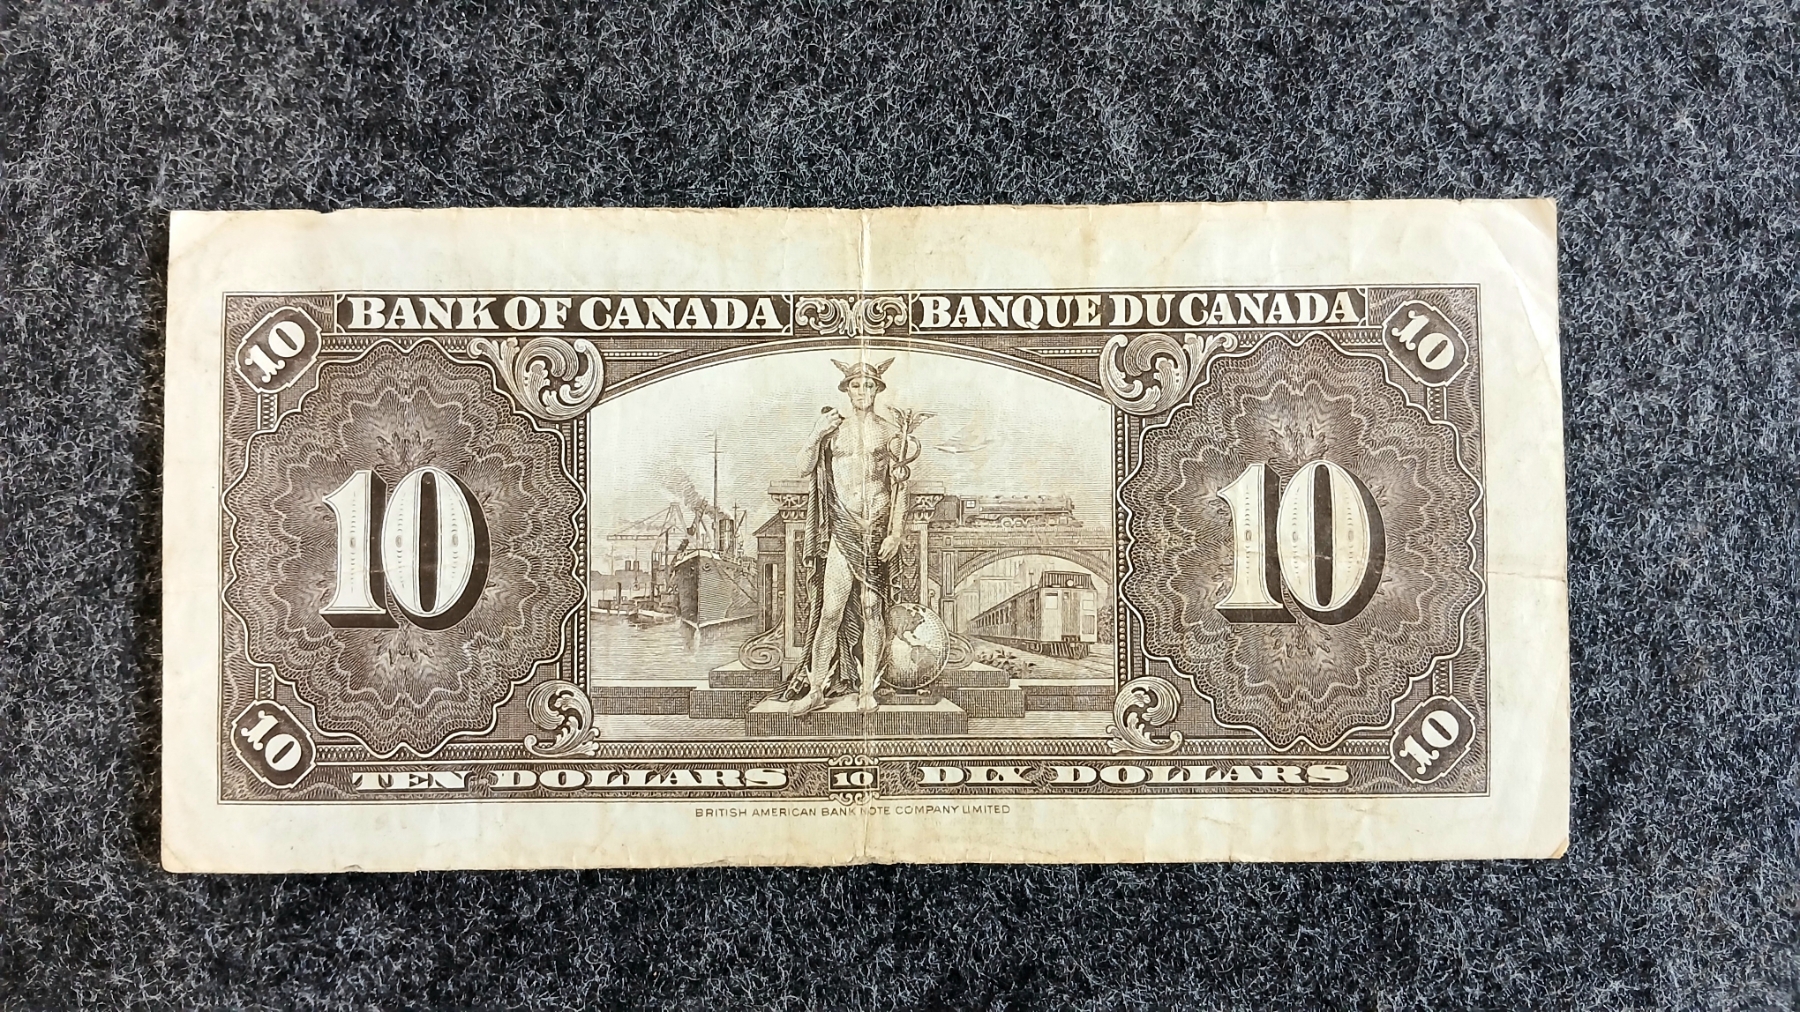 BANK OF CANADA BANQUE DU CANADA
10 10
10 10
10 10
TEN DOLLARS 10 DIX DOLLARS
BRITISH AMERICAN BANK NOTE COMPANY LIMITED